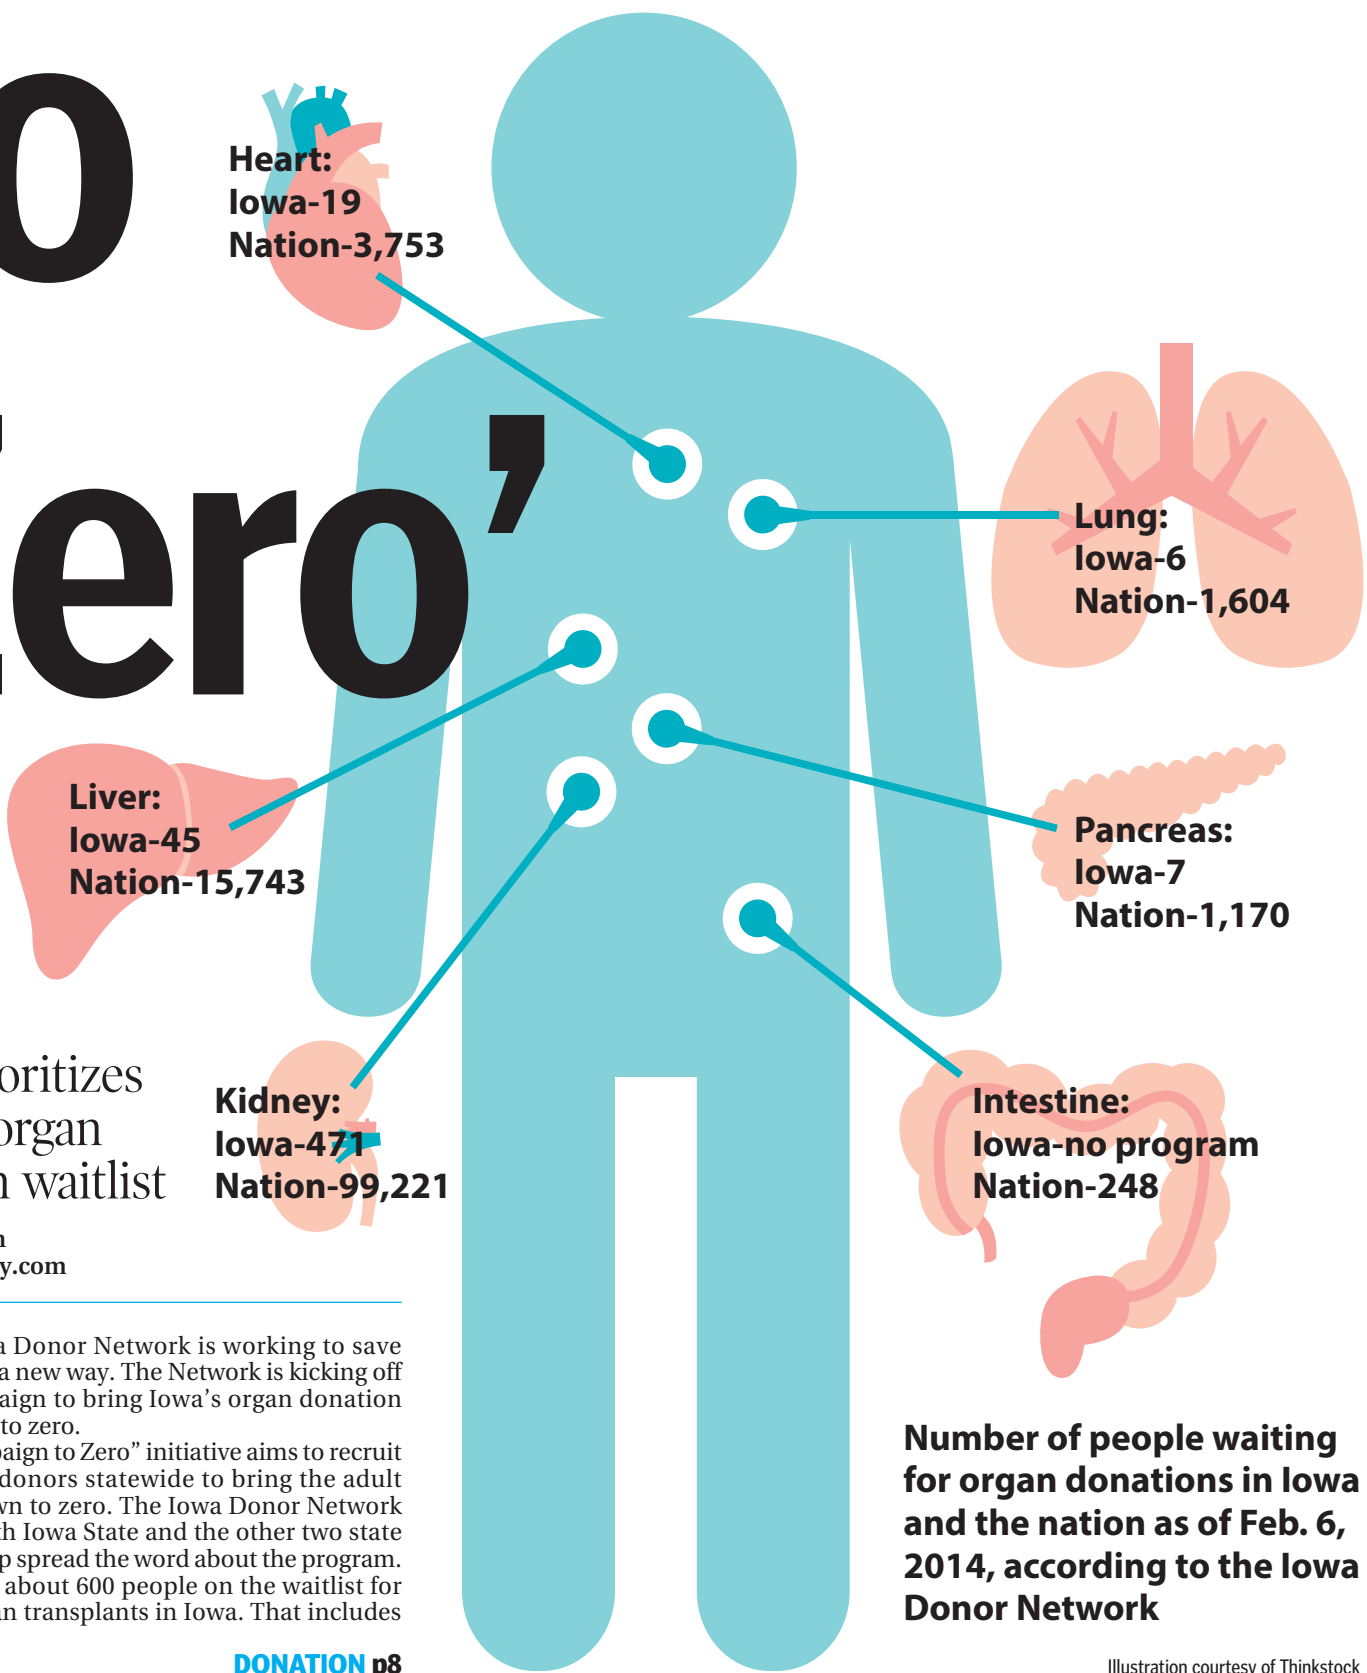 o
Zero’
Heart:
Iowa-19
Nation-3,753
Lung:
Iowa-6
Nation-1,604
Liver:
Iowa-45
Nation-15,743
Pancreas:
Iowa-7
Nation-1,170
Kidney:
Iowa-471
Nation-99,221
Intestine:
Iowa-no program
Nation-248
oritizes
organ
n waitlist
n
y.com
a Donor Network is working to save
a new way. The Network is kicking off
aign to bring Iowa’s organ donation
to zero.
aign to Zero” initiative aims to recruit
donors statewide to bring the adult
wn to zero. The Iowa Donor Network
th Iowa State and the other two state
p spread the word about the program.
about 600 people on the waitlist for
an transplants in Iowa. That includes
DONATION p8
Number of people waiting
for organ donations in Iowa
and the nation as of Feb. 6,
2014, according to the Iowa
Donor Network
Illustration courtesy of Thinkstock